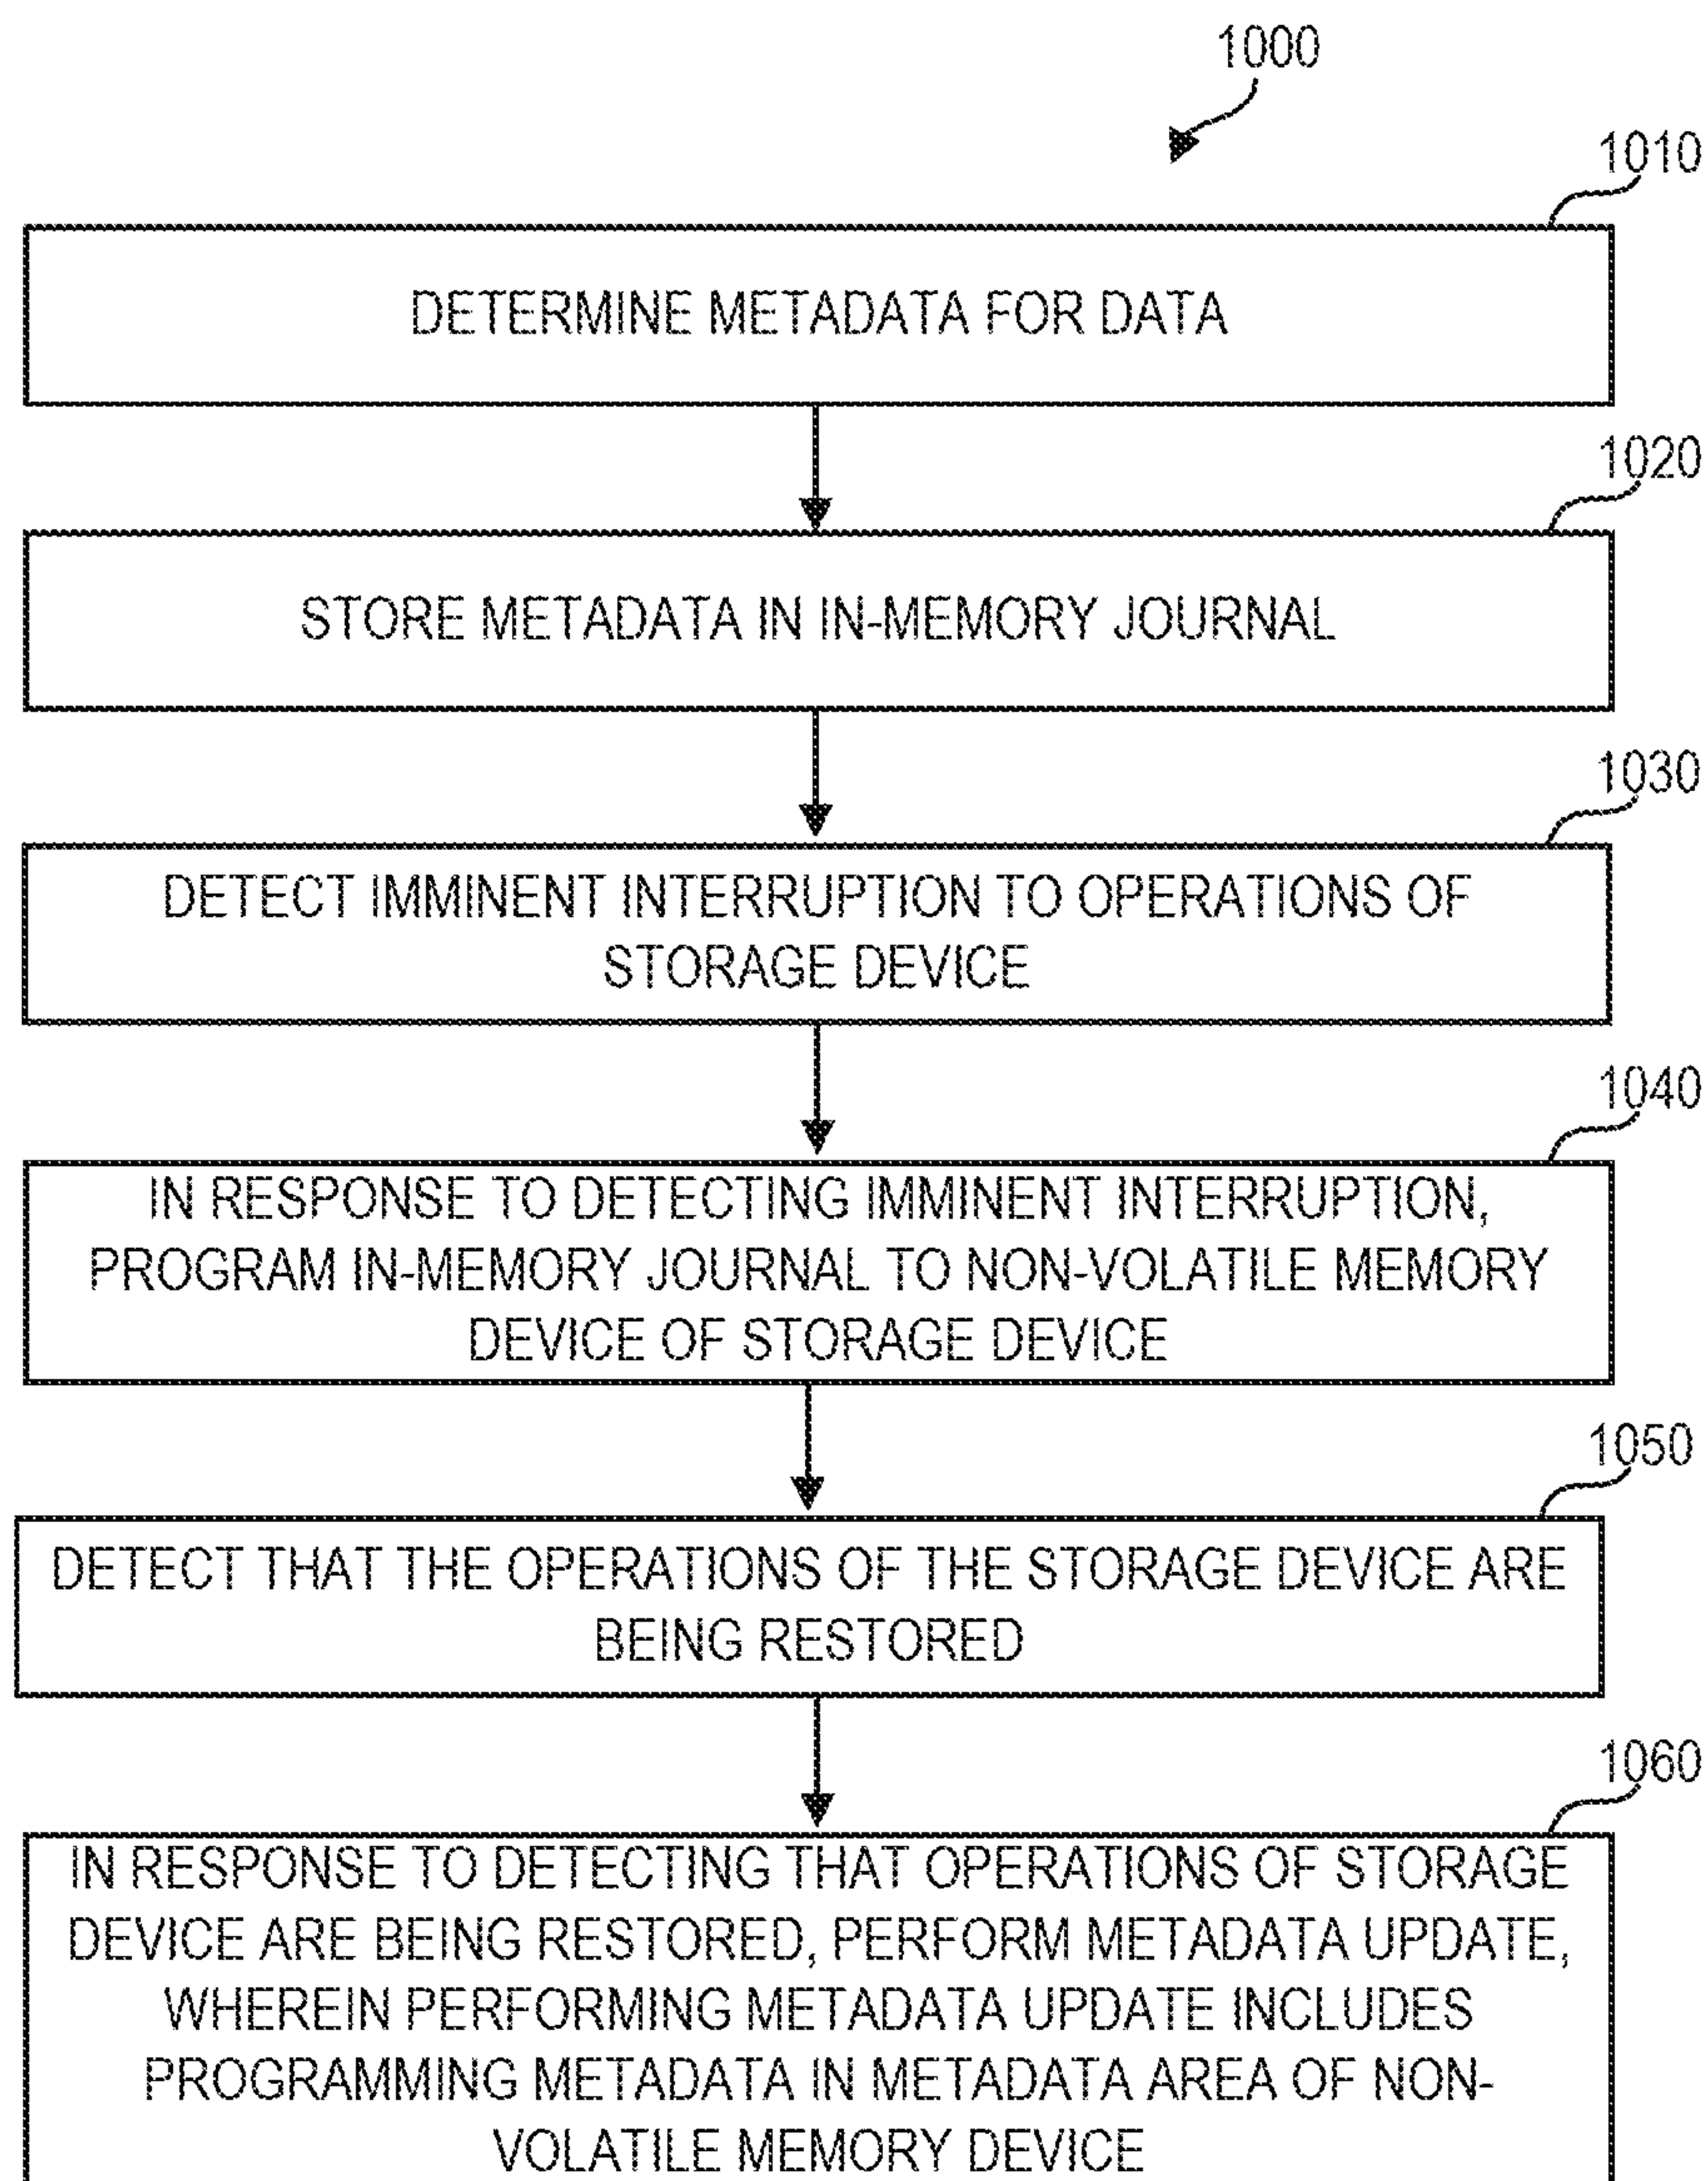 1000
1010
DETERMINE METADATA FOR DATA
1020
STORE METADATA IN IN-MEMORY JOURNAL
1030
DETECT IMMINENT INTERRUPTION TO OPERATIONS OF
STORAGE DEVICE
1040
IN RESPONSE TO DETECTING IMMINENT INTERRUPTION,
PROGRAM IN-MEMORY JOURNAL TO NON-VOLATILE MEMORY
DEVICE OF STORAGE DEVICE
1050
DETECT THAT THE OPERATIONS OF THE STORAGE DEVICE ARE
BEING RESTORED
1060
IN RESPONSE TO DETECTING THAT OPERATIONS OF STORAGE
DEVICE ARE BEING RESTORED, PERFORM METADATA UPDATE,
WHEREIN PERFORMING METADATA UPDATE INCLUDES
PROGRAMMING METADATA IN METADATA AREA OF NON-
VOLATILE MEMORY DEVICE